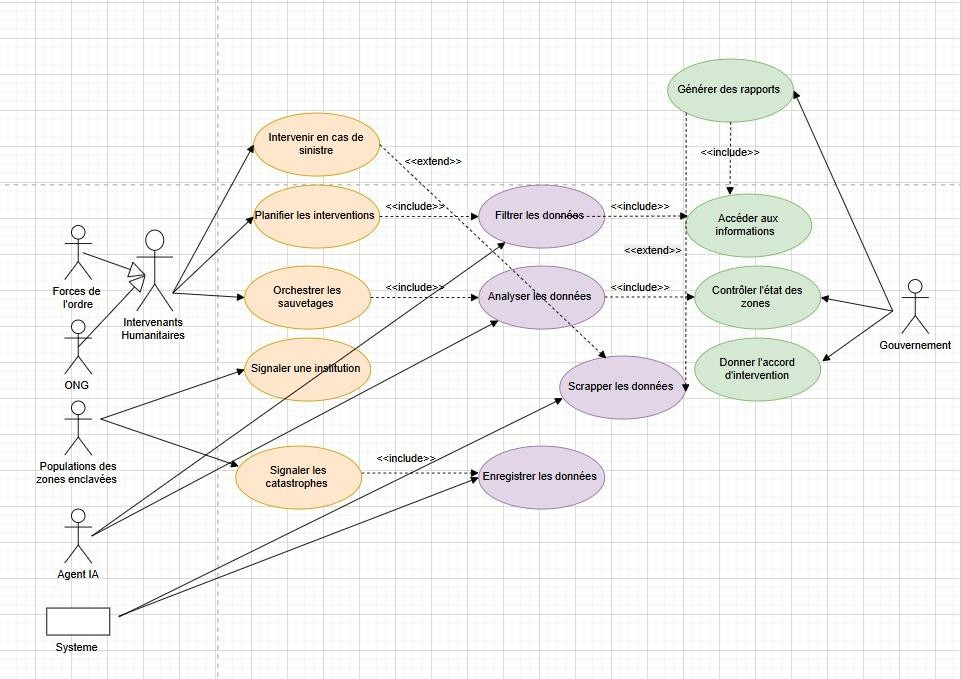 Générer des rapports
Intervenir en cas de
sinistre
<<extend>>
<<include>>
Planifier les interventions
<<include>>
Filtrer les données
<<include>>
Accéder aux
informations
<<extend>>
Forces de
l'ordre
Intervenants
Humanitaires
Orchestrer les
sauvetages
<<include>>
Analyser les données
<<include>>
Contrôler l'état des
zones
Gouvernement
ONG
Signaler une institution
Scrapper les données
Donner l'accord
d'intervention
Populations des
zones enclavées
Signaler les
catastrophes
<<include>>
Enregistrer les données
Agent IA
Systeme